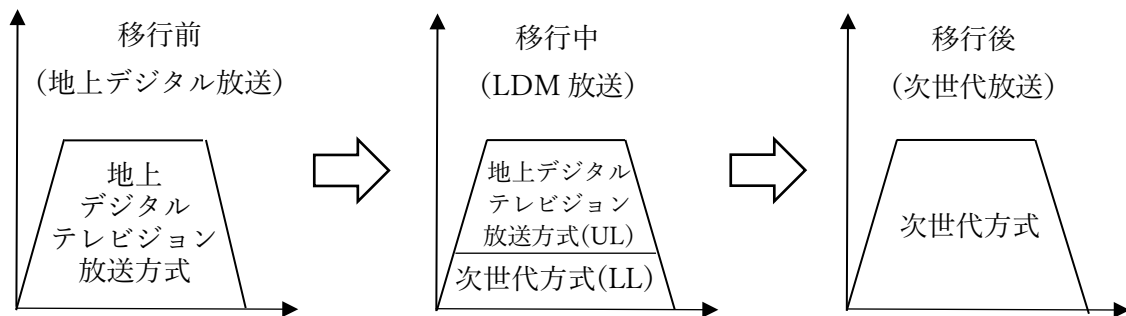 移行前
(地上デジタル放送)
地上
デジタル
テレビジョン
放送方式
移行中
(LDM 放送)
地上デジタル
テレビジョン
放送方式(UL)
次世代方式(LL)
移行後
(次世代放送)
次世代方式